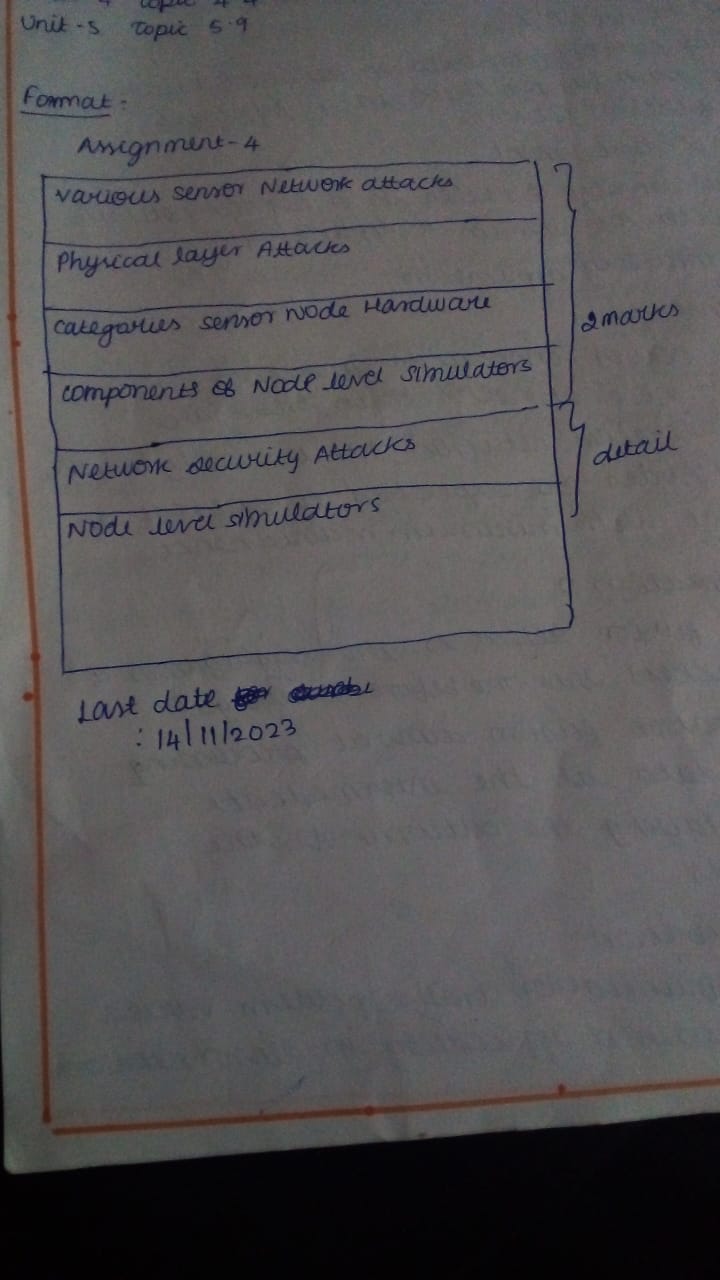 Unit-5 Topic 5.9
Format:
Assignment-4
various sensor Network attacks
Physical layer Attacks
categories sensor Node Hardware
2marks
components of Node level simulators
Network security Attacks
detail
Node level simulators
Last date
: 14/11/2023